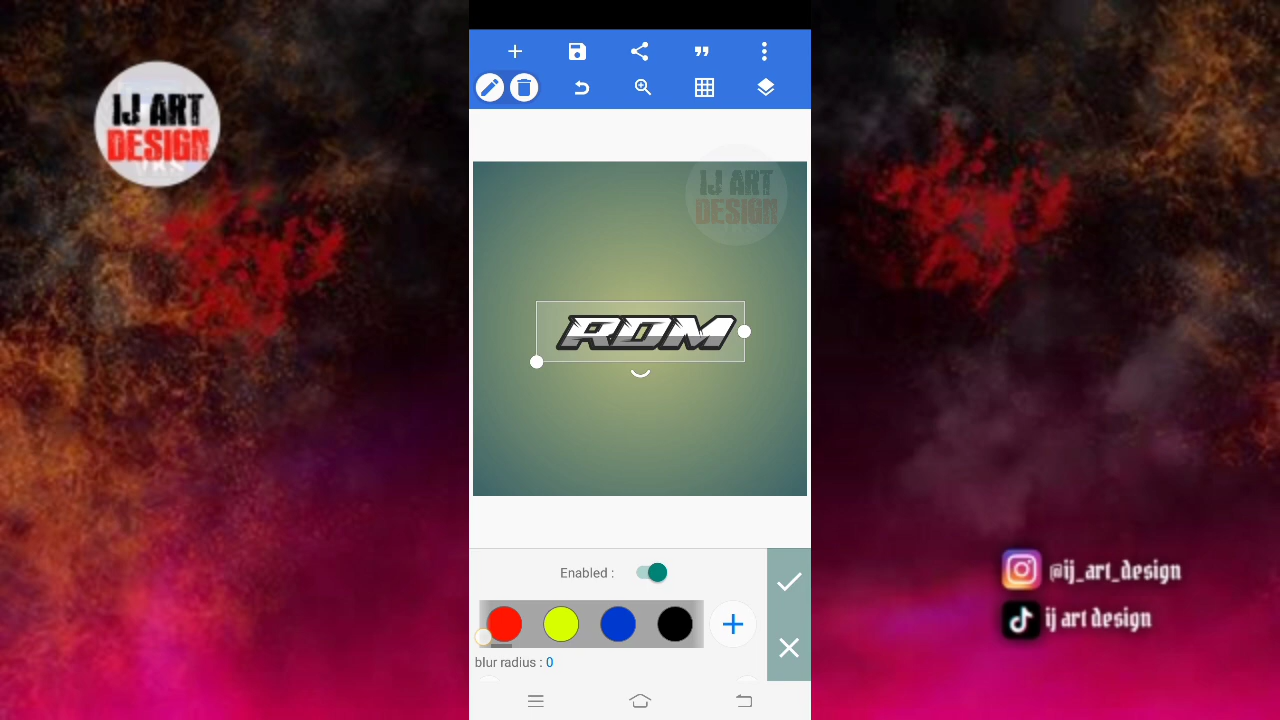 IJ ART
DESIGN
IJ ART
DESIGN
RDM
Enabled :
blur radius : 0
@ij_art_design
ij art design